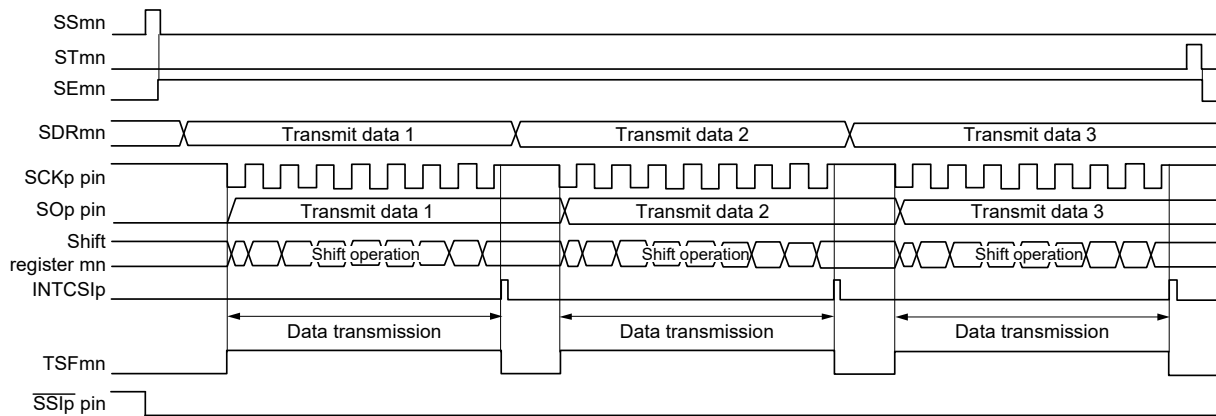 SSmn
STmn
SEmn
SDRmn Transmit data 1 Transmit data 2 Transmit data 3
SCKp pin
SOp pin Transmit data 1 Transmit data 2 Transmit data 3
Shift
register mn Shift operation Shift operation Shift operation
INTCSIp
Data transmission Data transmission Data transmission
TSFmn
SSIp pin